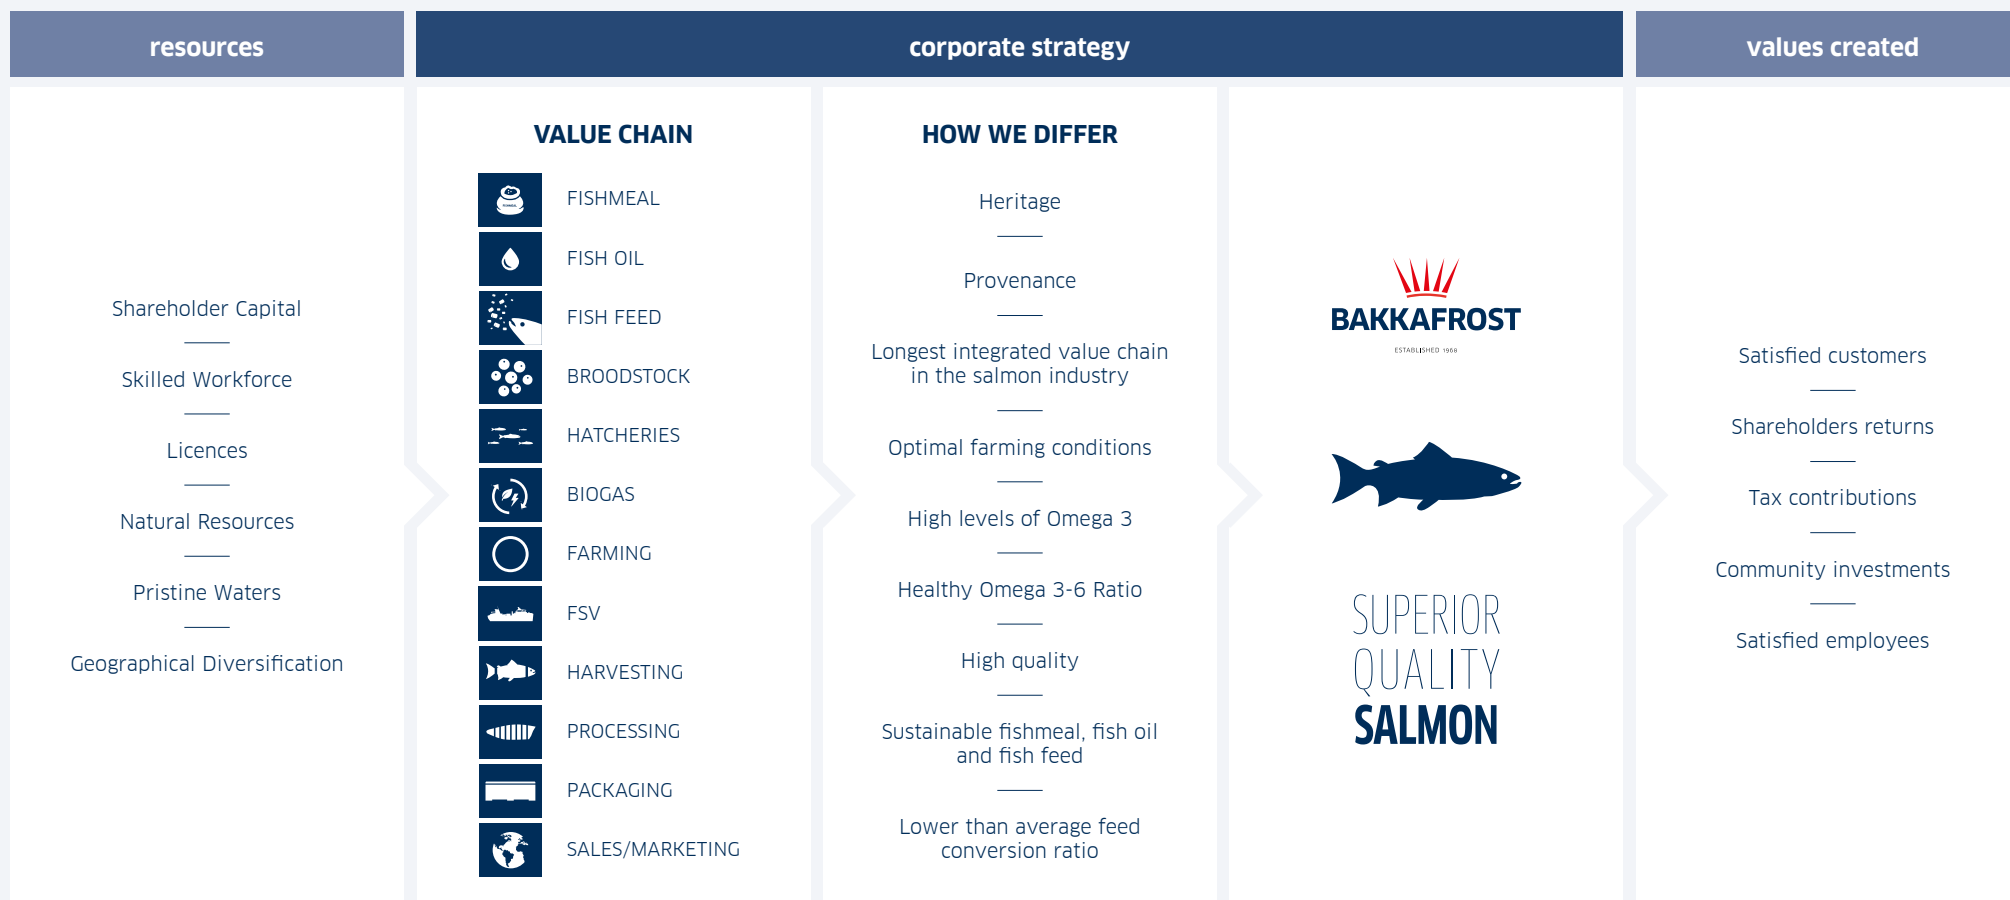 resources
corporate strategy
values created
Shareholder Capital
Skilled Workforce
Licences
Natural Resources
Pristine Waters
Geographical Diversification
VALUE CHAIN
FISHMEAL
FISH OIL
FISH FEED
BROODSTOCK
HATCHERIES
BIOGAS
FARMING
FSV
HARVESTING
PROCESSING
PACKAGING
SALES/MARKETING
HOW WE DIFFER
Heritage
Provenance
Longest integrated value chain
in the salmon industry
Optimal farming conditions
High levels of Omega 3
Healthy Omega 3-6 Ratio
High quality
Sustainable fishmeal, fish oil
and fish feed
Lower than average feed
conversion ratio
BAKKAFROST
ESTABLISHED 1968
SUPERIOR
QUALITY
SALMON
Satisfied customers
Shareholders returns
Tax contributions
Community investments
Satisfied employees